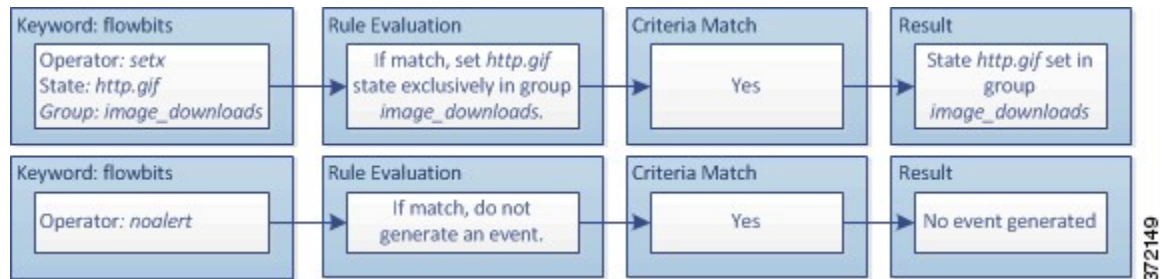 Keyword: flowbits
Operator: setx
State: http.gif
Group: image_downloads
Rule Evaluation
If match, set http.gif
state exclusively in group
image_downloads.
Criteria Match
Yes
Result
State http.gif set in
group
image_downloads
Keyword: flowbits
Operator: noalert
Rule Evaluation
If match, do not
generate an event.
Criteria Match
Yes
Result
No event generated
372149